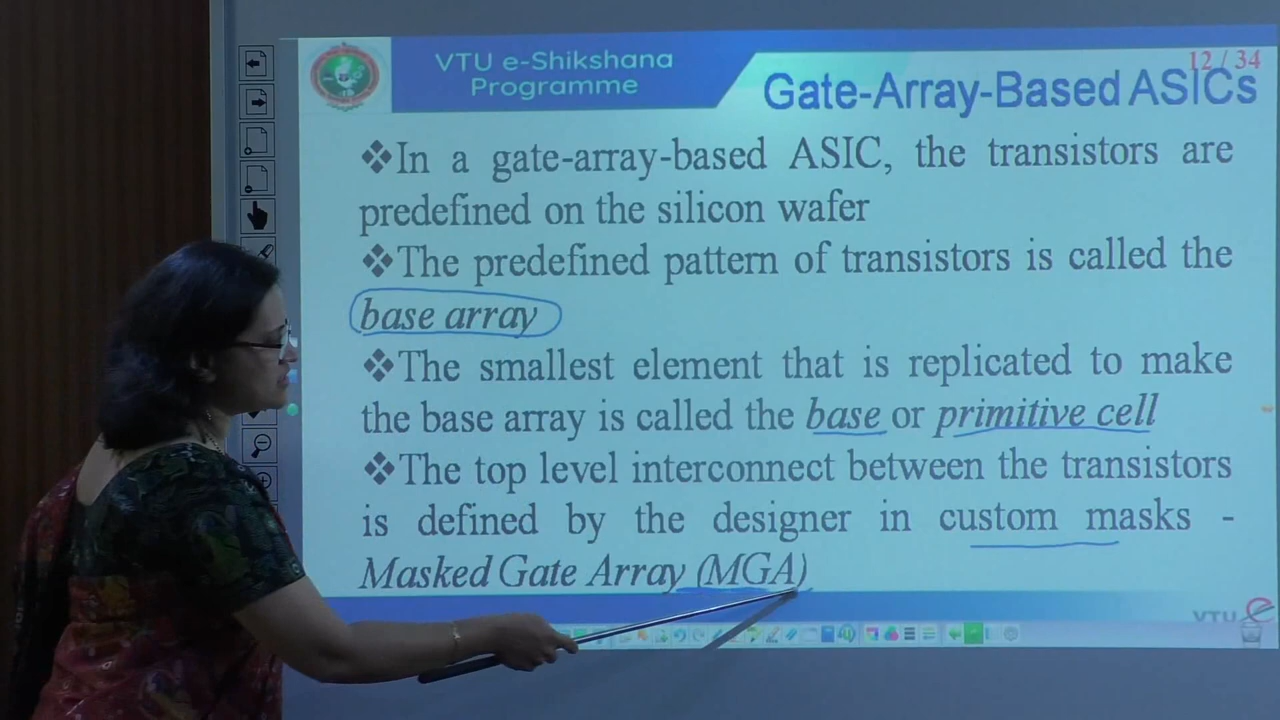 VTU e-Shikshana
Programme
12 / 34
Gate-Array-Based ASICs
❖In a gate-array-based ASIC, the transistors are
predefined on the silicon wafer
❖The predefined pattern of transistors is called the
base array
❖The smallest element that is replicated to make
the base array is called the base or primitive cell
❖The top level interconnect between the transistors
is defined by the designer in custom masks -
Masked Gate Array (MGA)
VTU e